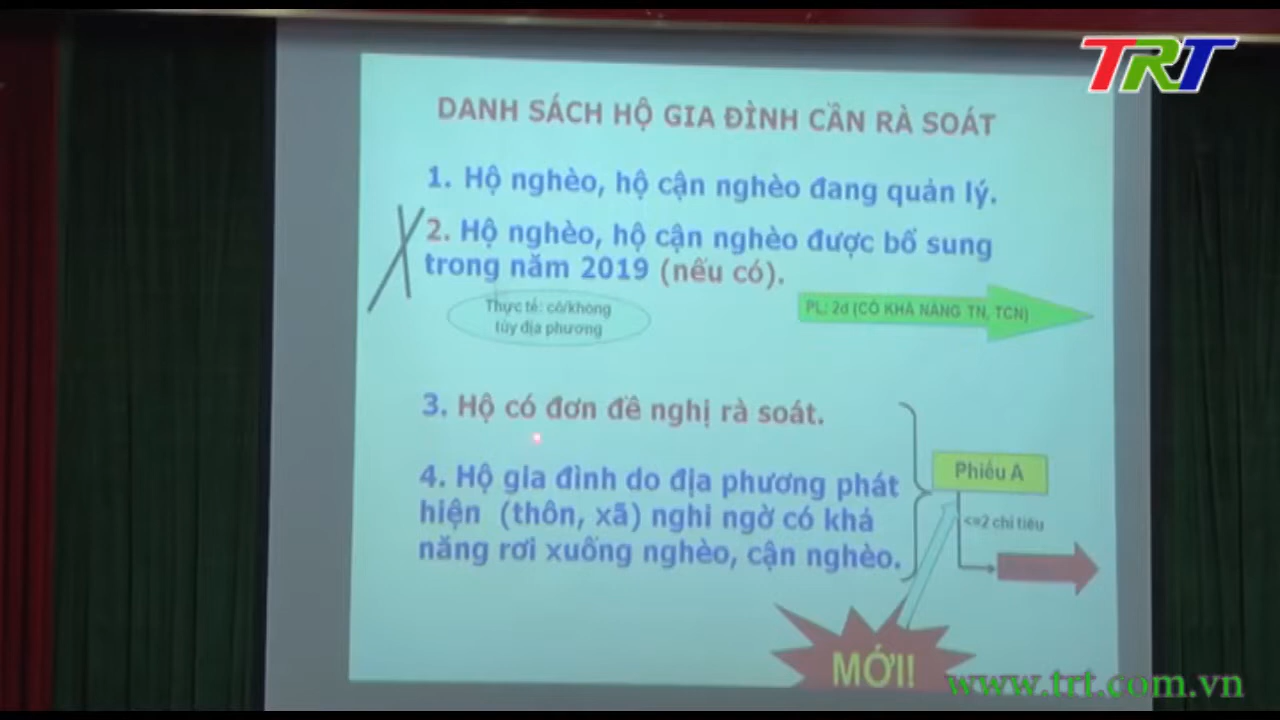 TRT
DANH SÁCH HỘ GIA ĐÌNH CẦN RÀ SOÁT
1. Hộ nghèo, hộ cận nghèo đang quản lý.
2. Hộ nghèo, hộ cận nghèo được bổ sung
trong năm 2019 (nếu có).
Thực tế: có/không
tùy địa phương
PL: 2d (CÓ KHẢ NĂNG TN, TCN)
3. Hộ có đơn đề nghị rà soát.
4. Hộ gia đình do địa phương phát
hiện (thôn, xã) nghi ngờ có khả
năng rơi xuống nghèo, cận nghèo.
Phiếu A
<=2 chỉ tiêu
MỚI!
www.trt.com.vn